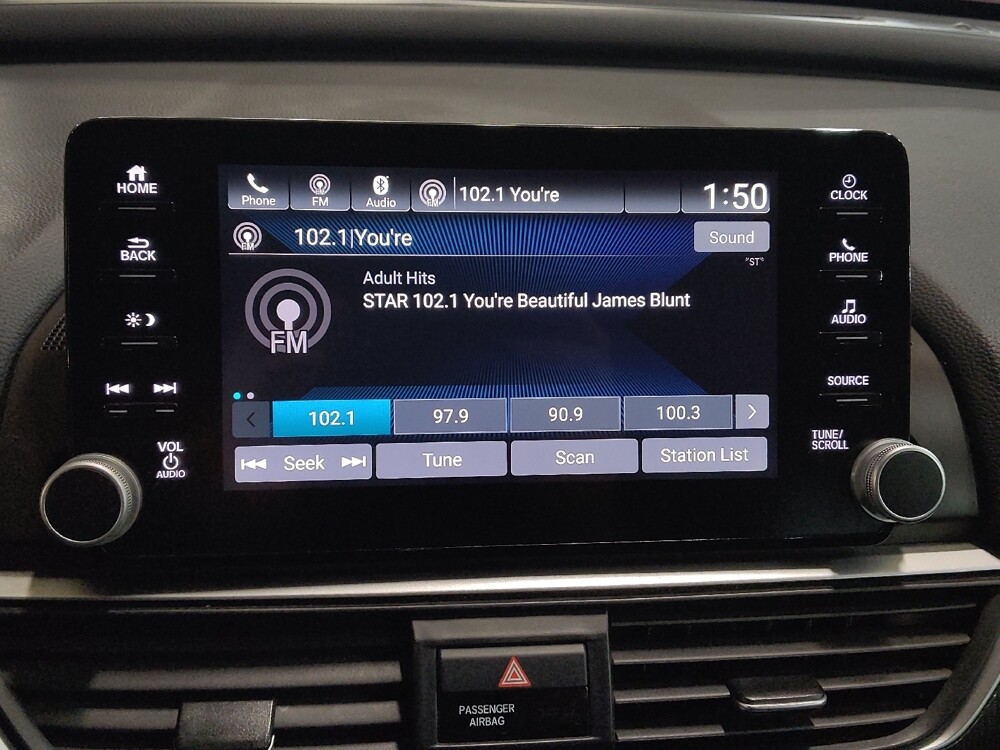 HOME
BACK
VOL
AUDIO
Phone
FM
Audio
FM
102.1 You're
1:50
FM
102.1|You're
Sound
"ST"
FM
Adult Hits
STAR 102.1 You're Beautiful James Blunt
102.1
97.9
90.9
100.3
Seek
Tune
Scan
Station List
CLOCK
PHONE
AUDIO
SOURCE
TUNE/
SCROLL
PASSENGER
AIRBAG